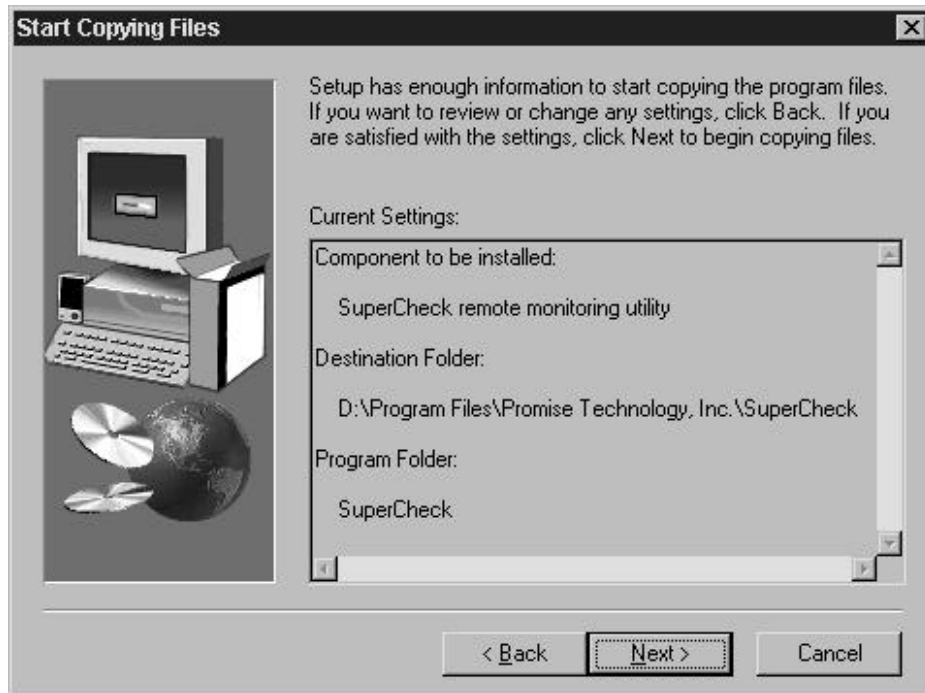 Start Copying Files
Setup has enough information to start copying the program files.
If you want to review or change any settings, click Back.  If you
are satisfied with the settings, click Next to begin copying files.
Current Settings:
Component to be installed:
SuperCheck remote monitoring utility
Destination Folder:
D:\Program Files\Promise Technology, Inc.\SuperCheck
Program Folder:
SuperCheck
< Back
Next >
Cancel